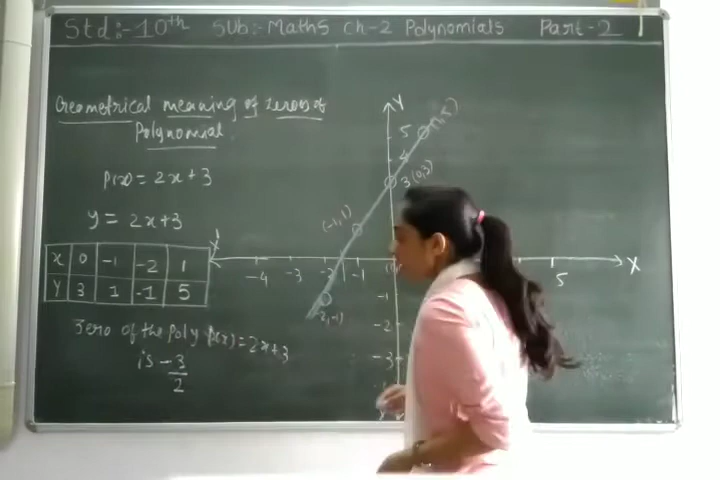 Std:-10th Sub:- Maths Ch-2 Polynomials Part-2
Geometrical meaning of zeros of
Polynomial.
P(x) = 2x+3
y = 2x+3
x 0 -1 -2 1
y 3 1 -1 5
Zero of the Poly p(x)=2x+3
is -3/2
Y
5
4
3 (0,3)
(-1, 1)
X'
-4 -3 -2 -1
5
X
-1
-2
-3